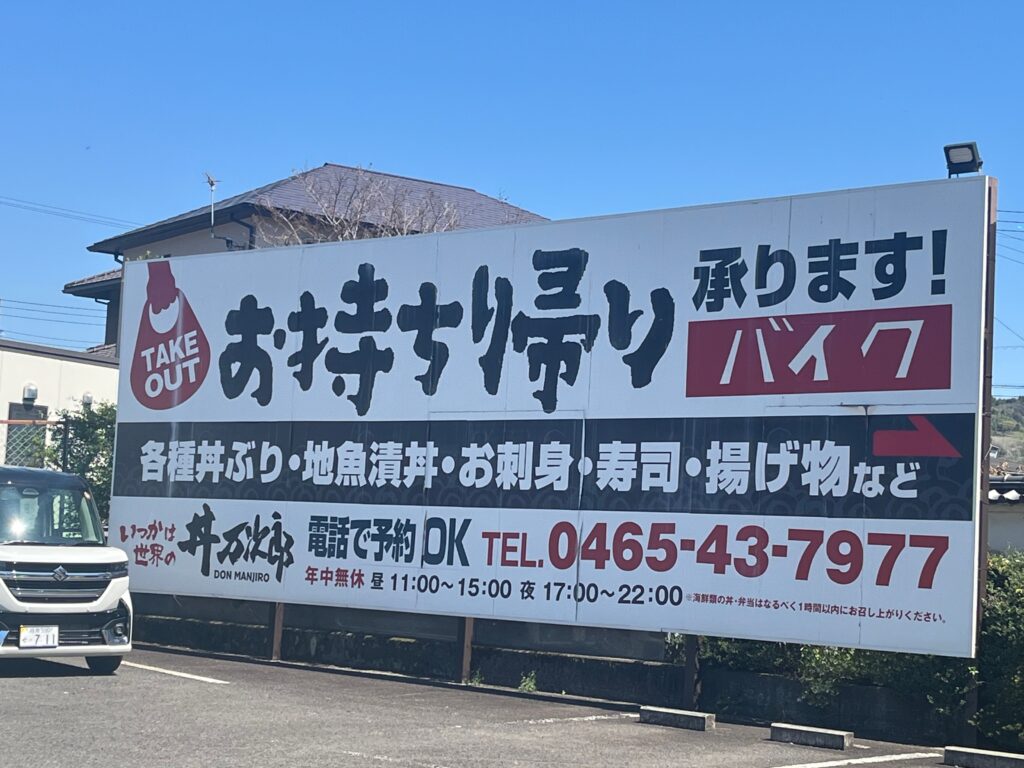 TAKE
OUT
お持ち帰り
承ります!
バイク
各種丼ぶり・地魚漬丼・お刺身・寿司・揚げ物など
いつかは
世界の
丼万次郎
DON MANJIRO
電話で予約OK TEL.0465-43-7977
年中無休 昼 11:00～15:00 夜 17:00～22:00 ※海鮮類の丼・弁当はなるべく1時間以内にお召し上がりください。
・711